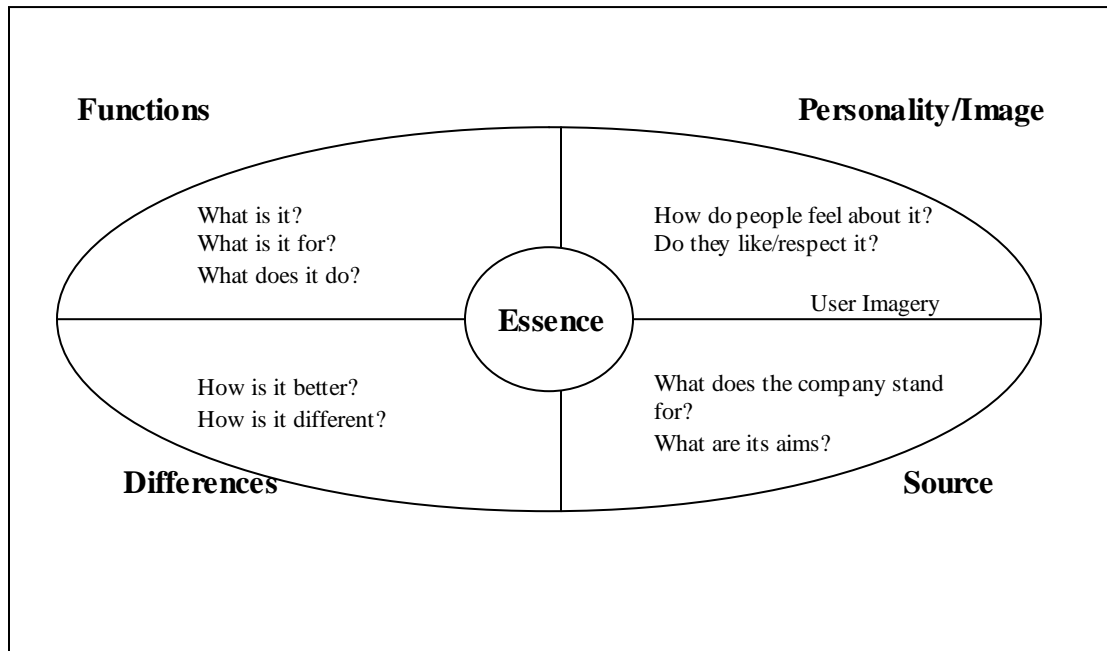 Functions
Personality/Image
What is it?
What is it for?
What does it do?
How do people feel about it?
Do they like/respect it?
User Imagery
Essence
How is it better?
How is it different?
What does the company stand
for?
What are its aims?
Differences
Source